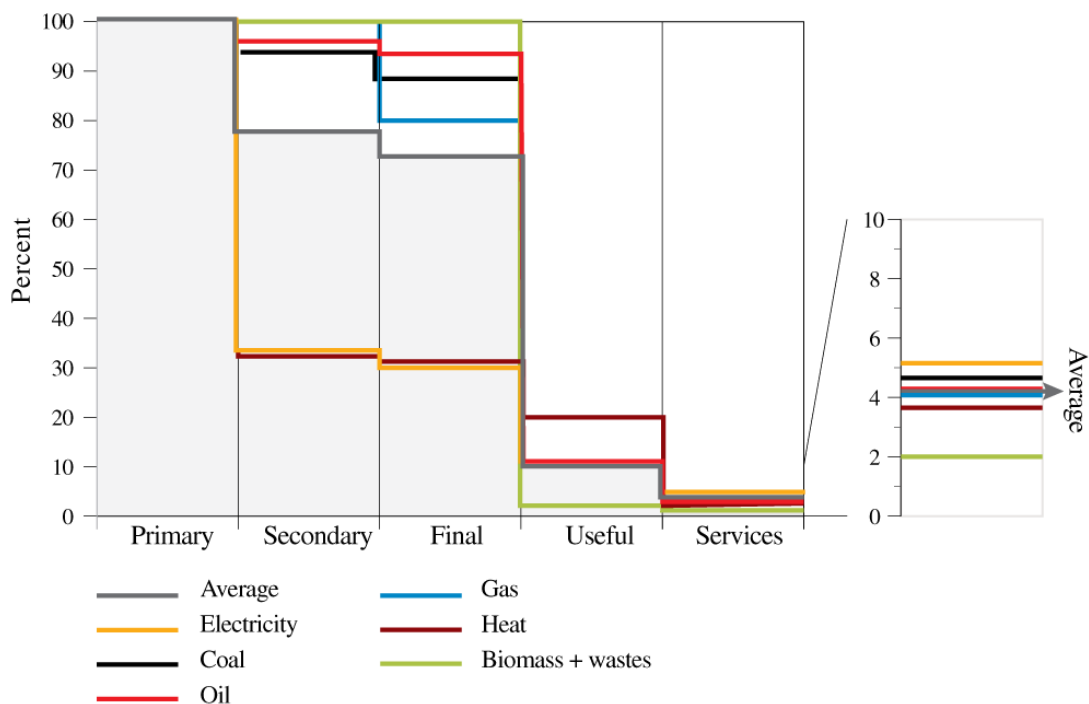 100
90
80
70
60
50
40
30
20
10
0
Percent
Primary
Secondary
Final
Useful
Services
10
8
6
4
2
0
Average
Average
Electricity
Coal
Oil
Gas
Heat
Biomass + wastes